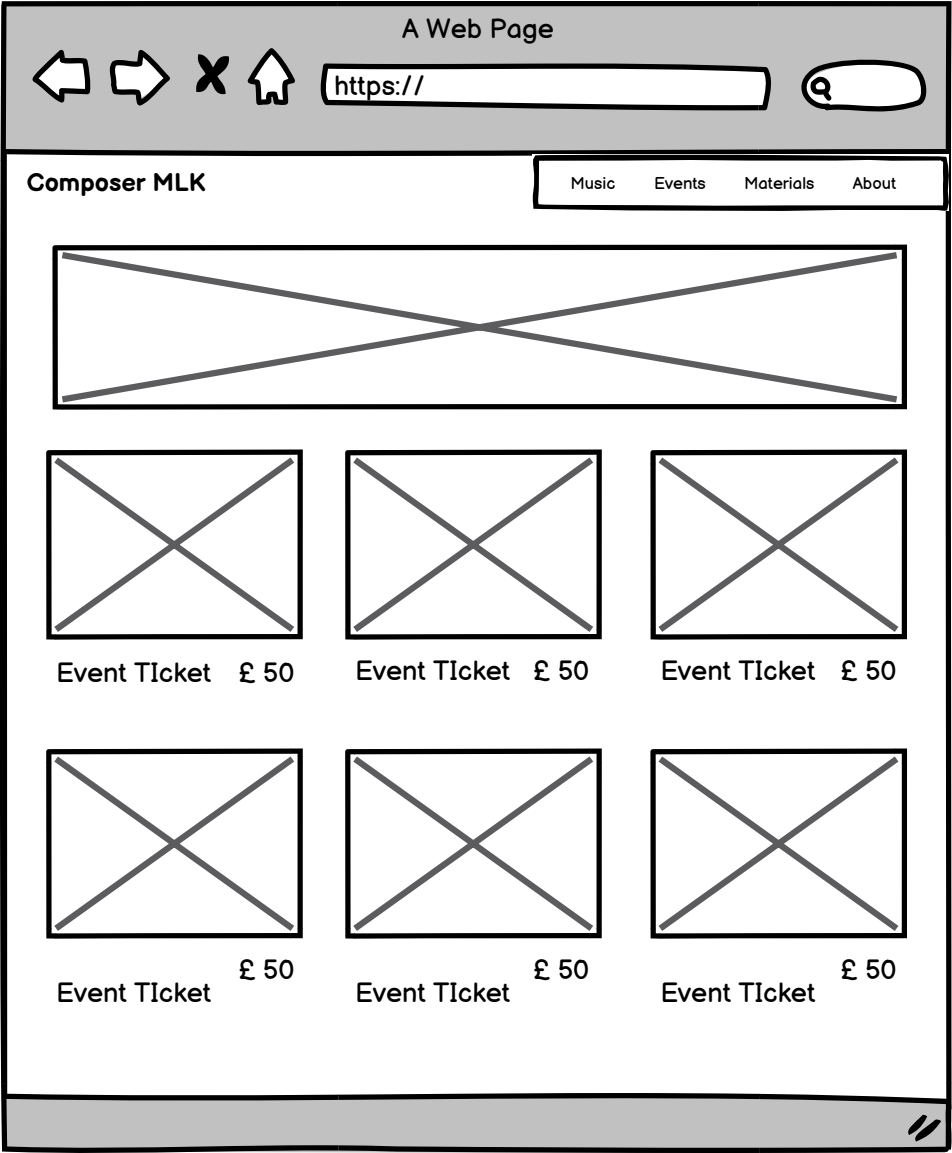 A Web Page
https://
Composer MLK
Music Events Materials About
Event TIcket £ 50 Event TIcket £ 50 Event TIcket £ 50
£ 50 £ 50 £ 50
Event TIcket Event TIcket Event TIcket